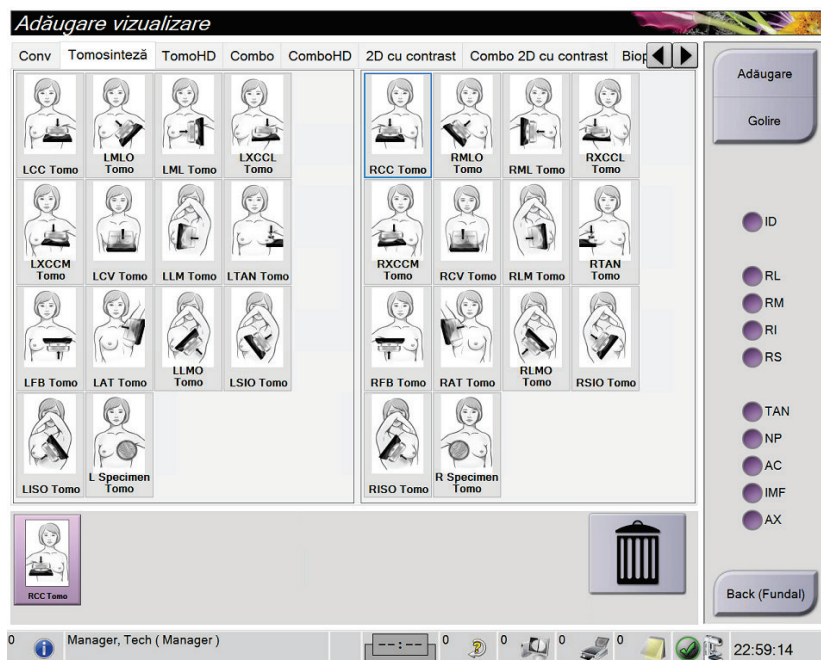 Adăugare vizualizare
Conv Tomosinteză TomoHD Combo ComboHD 2D cu contrast Combo 2D cu contrast Biop
LCC Tomo
LMLO
Tomo
LML Tomo
LXCCL
Tomo
RCC Tomo
RMLO
Tomo
RML Tomo
RXCCL
Tomo
LXCCM
Tomo
LCV Tomo
LLM Tomo
LTAN Tomo
RXCCM
Tomo
RCV Tomo
RLM Tomo
RTAN
Tomo
LFB Tomo
LAT Tomo
LLMO
Tomo
LSIO Tomo
RFB Tomo
RAT Tomo
RLMO
Tomo
RSIO Tomo
LISO Tomo
L Specimen
Tomo
RISO Tomo
R Specimen
Tomo
RCC Tomo
Adăugare
Golire
ID
RL
RM
RI
RS
TAN
NP
AC
IMF
AX
Back (Fundal)
0 Manager, Tech ( Manager ) --:-- 0 0 0 0 22:59:14